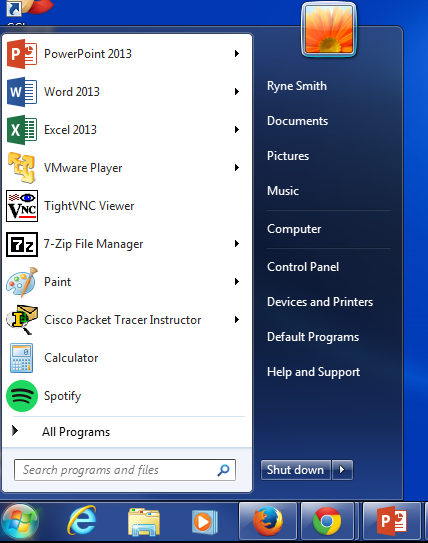 PowerPoint 2013
Word 2013
Excel 2013
VMware Player
VNC
TightVNC Viewer
7z
7-Zip File Manager
Paint
Cisco Packet Tracer Instructor
Calculator
Spotify
All Programs
Search programs and files
Ryne Smith
Documents
Pictures
Music
Computer
Control Panel
Devices and Printers
Default Programs
Help and Support
Shut down